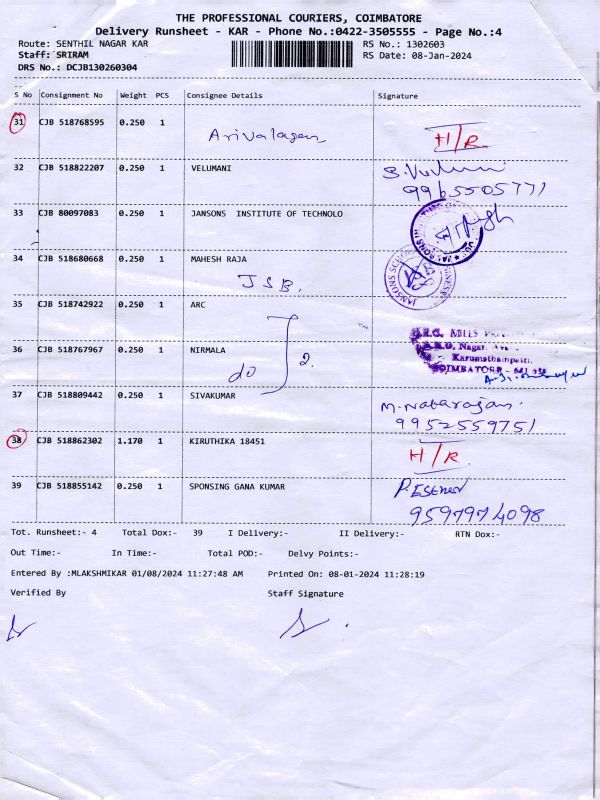 THE PROFESSIONAL COURIERS, COIMBATORE
Delivery Runsheet - KAR - Phone No.:0422-3505555 - Page No.:4
Route: SENTHIL NAGAR KAR RS No.: 1302603
Staff: SRIRAM RS Date: 08-Jan-2024
DRS No.: DCJB130260304
S No Consignment No Weight PCS Consignee Details Signature
31 CJB 518768595 0.250 1 Arivalagan H/R
32 CJB 518822207 0.250 1 VELUMANI
9965505771
33 CJB 80097083 0.250 1 JANSONS INSTITUTE OF TECHNOLO
34 CJB 518680668 0.250 1 MAHESH RAJA
JSB.
35 CJB 518742922 0.250 1 ARC
36 CJB 518767967 0.250 1 NIRMALA
do 2.
MILLS
Nagar,
Karumathampatti,
COIMBATORE
37 CJB 518809442 0.250 1 SIVAKUMAR M. Natarajan.
9952559751
38 CJB 518862302 1.170 1 KIRUTHIKA 18451 H/R
39 CJB 518855142 0.250 1 SPONSING GANA KUMAR
9597974098
Tot. Runsheet:- 4 Total Dox:- 39 I Delivery:- II Delivery:- RTN Dox:-
Out Time:- In Time:- Total POD:- Delvy Points:-
Entered By :MLAKSHMIKAR 01/08/2024 11:27:48 AM Printed On: 08-01-2024 11:28:19
Verified By Staff Signature